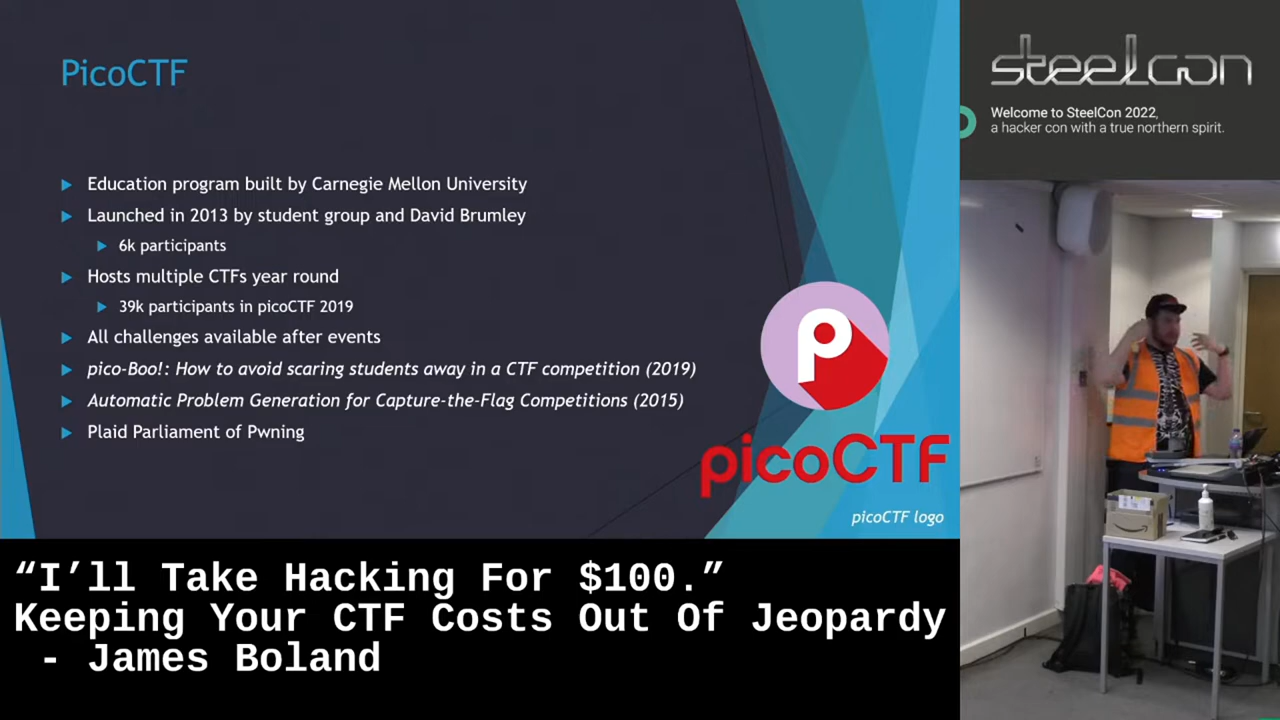 PicoCTF
Education program built by Carnegie Mellon University
Launched in 2013 by student group and David Brumley
6k participants
Hosts multiple CTFs year round
39k participants in picoCTF 2019
All challenges available after events
pico-Boo!: How to avoid scaring students away in a CTF competition (2019)
Automatic Problem Generation for Capture-the-Flag Competitions (2015)
Plaid Parliament of Pwning
picoCTF
picoCTF logo
steelcon
Welcome to SteelCon 2022,
a hacker con with a true northern spirit.
“I’ll Take Hacking For $100.”
Keeping Your CTF Costs Out Of Jeopardy
- James Boland